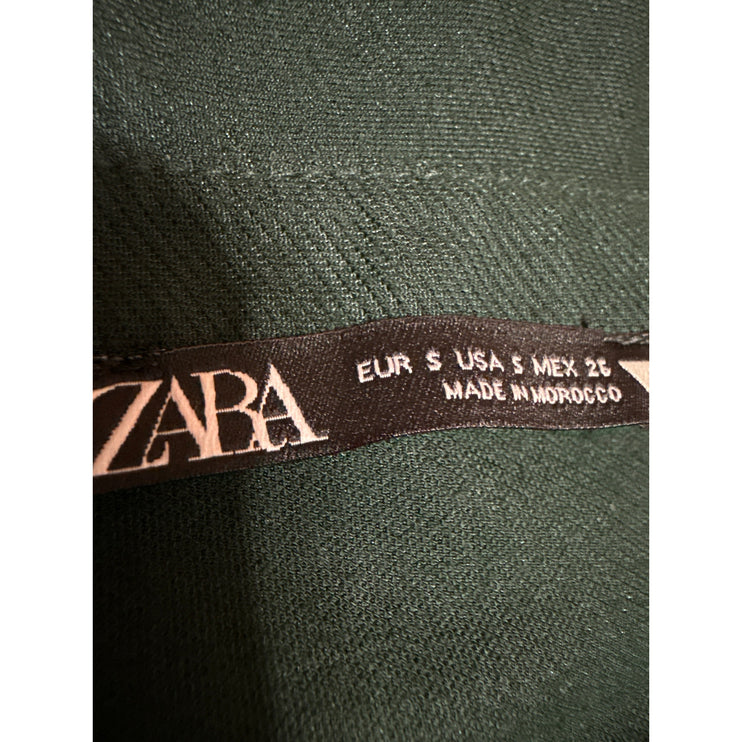 ZARA
EUR S USA S MEX 26
MADE IN MOROCCO